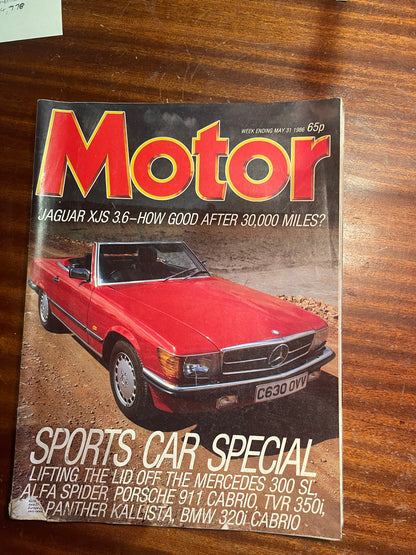 4,778
Motor
WEEK ENDING MAY 31 1986 65p
JAGUAR XJS 3.6–HOW GOOD AFTER 30,000 MILES?
C630 OVV
SPORTS CAR SPECIAL
LIFTING THE LID OFF THE MERCEDES 300 SL,
ALFA SPIDER, PORSCHE 911 CABRIO, TVR 350i,
PANTHER KALLISTA, BMW 320i CABRIO